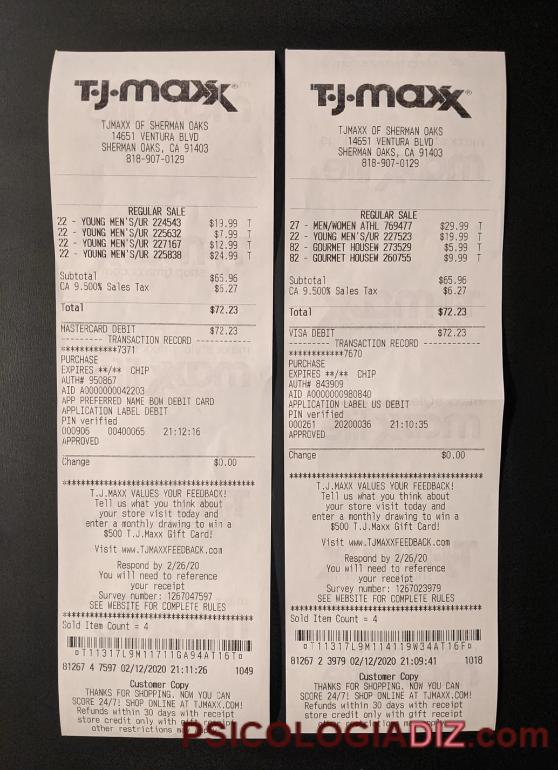 T·J·maxx®
TJMAXX OF SHERMAN OAKS
14651 VENTURA BLVD
SHERMAN OAKS, CA 91403
818-907-0129
REGULAR SALE
22 - YOUNG MEN'S/UR 224543 $19.99 T
22 - YOUNG MEN'S/UR 225632 $7.99 T
22 - YOUNG MEN'S/UR 227167 $12.99 T
22 - YOUNG MEN'S/UR 225838 $24.99 T
Subtotal $65.96
CA 9.500% Sales Tax $6.27
Total $72.23
MASTERCARD DEBIT $72.23
--------- TRANSACTION RECORD ------------
************7371
PURCHASE
EXPIRES **/** CHIP
AUTH# 950867
AID A0000000042203
APP PREFERRED NAME BOW DEBIT CARD
APPLICATION LABEL DEBIT
PIN verified
000906 00400065 21:12:16
APPROVED
Change $0.00
T.J.MAXX VALUES YOUR FEEDBACK!
Tell us what you think about
your store visit today and
enter a monthly drawing to win a
$500 T.J.Maxx Gift Card!
Visit www.TJMAXXFEEDBACK.com
Respond by 2/26/20
You will need to reference
your receipt
Survey number: 1267047597
SEE WEBSITE FOR COMPLETE RULES
Sold Item Count = 4
¤T11317L9M11711GA94AT16T¤
81267 4 7597 02/12/2020 21:11:26 1049
Customer Copy
THANKS FOR SHOPPING. NOW YOU CAN
SCORE 24/7! SHOP ONLINE AT TJMAXX.COM!
Refunds within 30 days with receipt
store credit only with gift receipt
other restrictions
T·J·maxx®
TJMAXX OF SHERMAN OAKS
14651 VENTURA BLVD
SHERMAN OAKS, CA 91403
818-907-0129
REGULAR SALE
27 - MEN/WOMEN ATHL 769477 $29.99 T
22 - YOUNG MEN'S/UR 227523 $19.99 T
82 - GOURMET HOUSEW 273529 $5.99 T
82 - GOURMET HOUSEW 260755 $9.99 T
Subtotal $65.96
CA 9.500% Sales Tax $6.27
Total $72.23
VISA DEBIT $72.23
--------- TRANSACTION RECORD ------------
************7670
PURCHASE
EXPIRES **/** CHIP
AUTH# 843909
AID A0000000980840
APPLICATION LABEL US DEBIT
PIN verified
000261 20200036 21:10:35
APPROVED
Change $0.00
T.J.MAXX VALUES YOUR FEEDBACK!
Tell us what you think about
your store visit today and
enter a monthly drawing to win a
$500 T.J.Maxx Gift Card!
Visit www.TJMAXXFEEDBACK.com
Respond by 2/26/20
You will need to reference
your receipt
Survey number: 1267023979
SEE WEBSITE FOR COMPLETE RULES
Sold Item Count = 4
¤T11317L9M114119W34AT16F¤
81267 2 3979 02/12/2020 21:09:41 1018
Customer Copy
THANKS FOR SHOPPING. NOW YOU CAN
SCORE 24/7! SHOP ONLINE AT TJMAXX.COM!
Refunds within 30 days with receipt
store credit only with gift receipt
PSICOLOGIADIZ.com